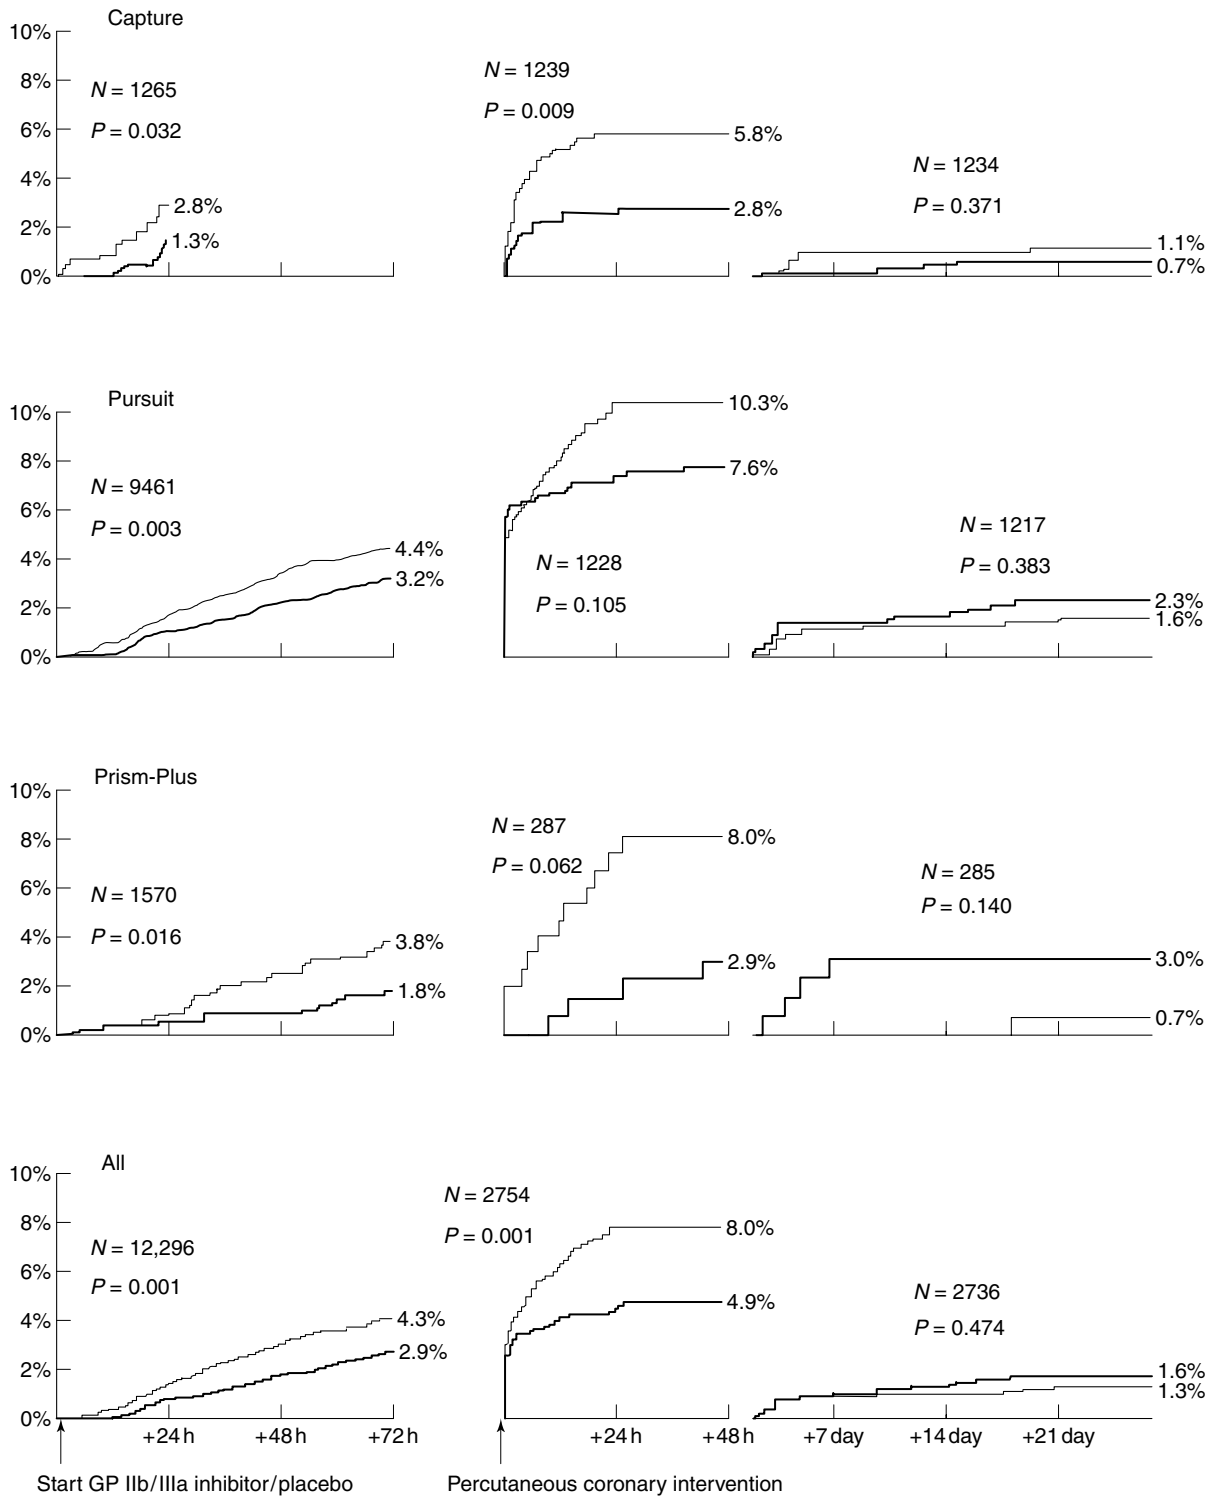 Capture
10%
8%
6%
4%
2%
0%
N = 1265
P = 0.032
2.8%
1.3%
N = 1239
P = 0.009
5.8%
2.8%
N = 1234
P = 0.371
1.1%
0.7%
Pursuit
10%
8%
6%
4%
2%
0%
N = 9461
P = 0.003
4.4%
3.2%
10.3%
7.6%
N = 1228
P = 0.105
N = 1217
P = 0.383
2.3%
1.6%
Prism-Plus
10%
8%
6%
4%
2%
0%
N = 1570
P = 0.016
3.8%
1.8%
N = 287
P = 0.062
8.0%
2.9%
N = 285
P = 0.140
3.0%
0.7%
All
10%
8%
6%
4%
2%
0%
N = 12,296
P = 0.001
4.3%
2.9%
N = 2754
P = 0.001
8.0%
4.9%
N = 2736
P = 0.474
1.6%
1.3%
+24 h +48 h +72 h +24 h +48 h +7 day +14 day +21 day
Start GP IIb/IIIa inhibitor/placebo Percutaneous coronary intervention